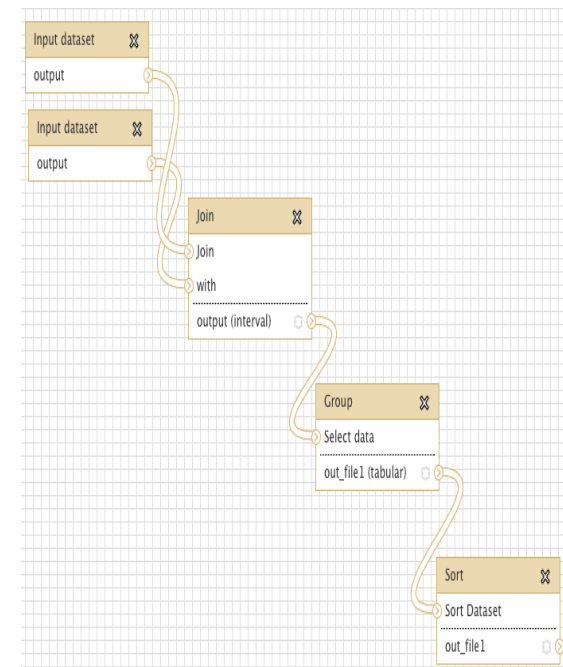 Input dataset
output
Input dataset
output
Join
Join
with
output (interval)
Group
Select data
out_file1 (tabular)
Sort
Sort Dataset
out_file1